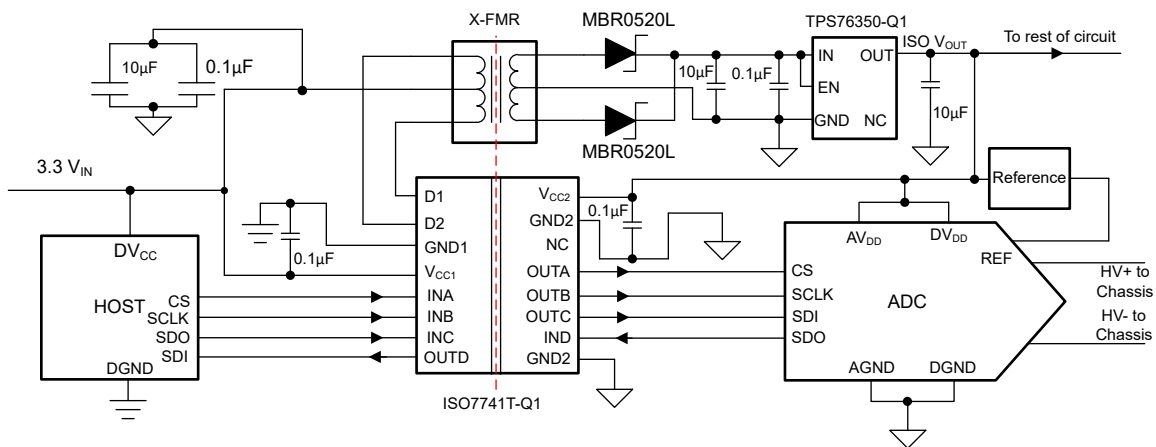 X-FMR
MBR0520L
TPS76350-Q1
10µF
0.1µF
10µF
0.1µF
IN
OUT
EN
GND
NC
ISO VOUT
To rest of circuit
10µF
MBR0520L
3.3 VIN
Reference
D1
D2
GND1
VCC1
INA
INB
INC
OUTD
VCC2
GND2
NC
OUTA
OUTB
OUTC
IND
GND2
0.1µF
0.1µF
DVCC
HOST
CS
SCLK
SDO
SDI
DGND
AVDD
DVDD
REF
CS
SCLK
SDI
SDO
ADC
AGND
DGND
HV+ to
Chassis
HV- to
Chassis
ISO7741T-Q1